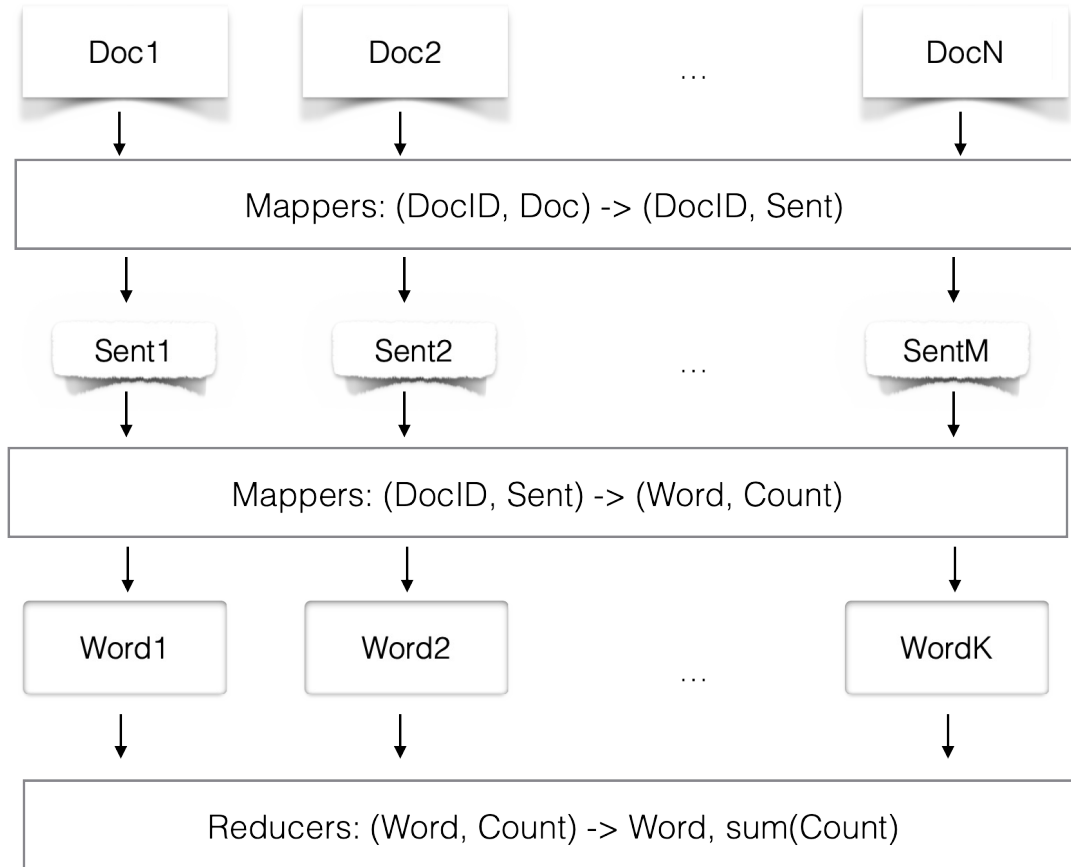 Doc1 Doc2 ... DocN
Mappers: (DocID, Doc) -> (DocID, Sent)
Sent1 Sent2 ... SentM
Mappers: (DocID, Sent) -> (Word, Count)
Word1 Word2 ... WordK
Reducers: (Word, Count) -> Word, sum(Count)